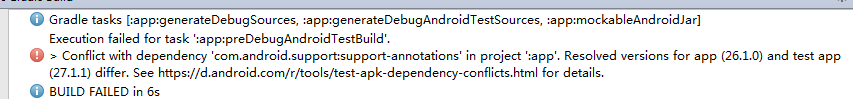 Gradle tasks [:app:generateDebugSources, :app:generateDebugAndroidTestSources, :app:mockableAndroidJar]
Execution failed for task ':app:preDebugAndroidTestBuild'.
> Conflict with dependency 'com.android.support:support-annotations' in project ':app'. Resolved versions for app (26.1.0) and test app
(27.1.1) differ. See https://d.android.com/r/tools/test-apk-dependency-conflicts.html for details.
BUILD FAILED in 6s